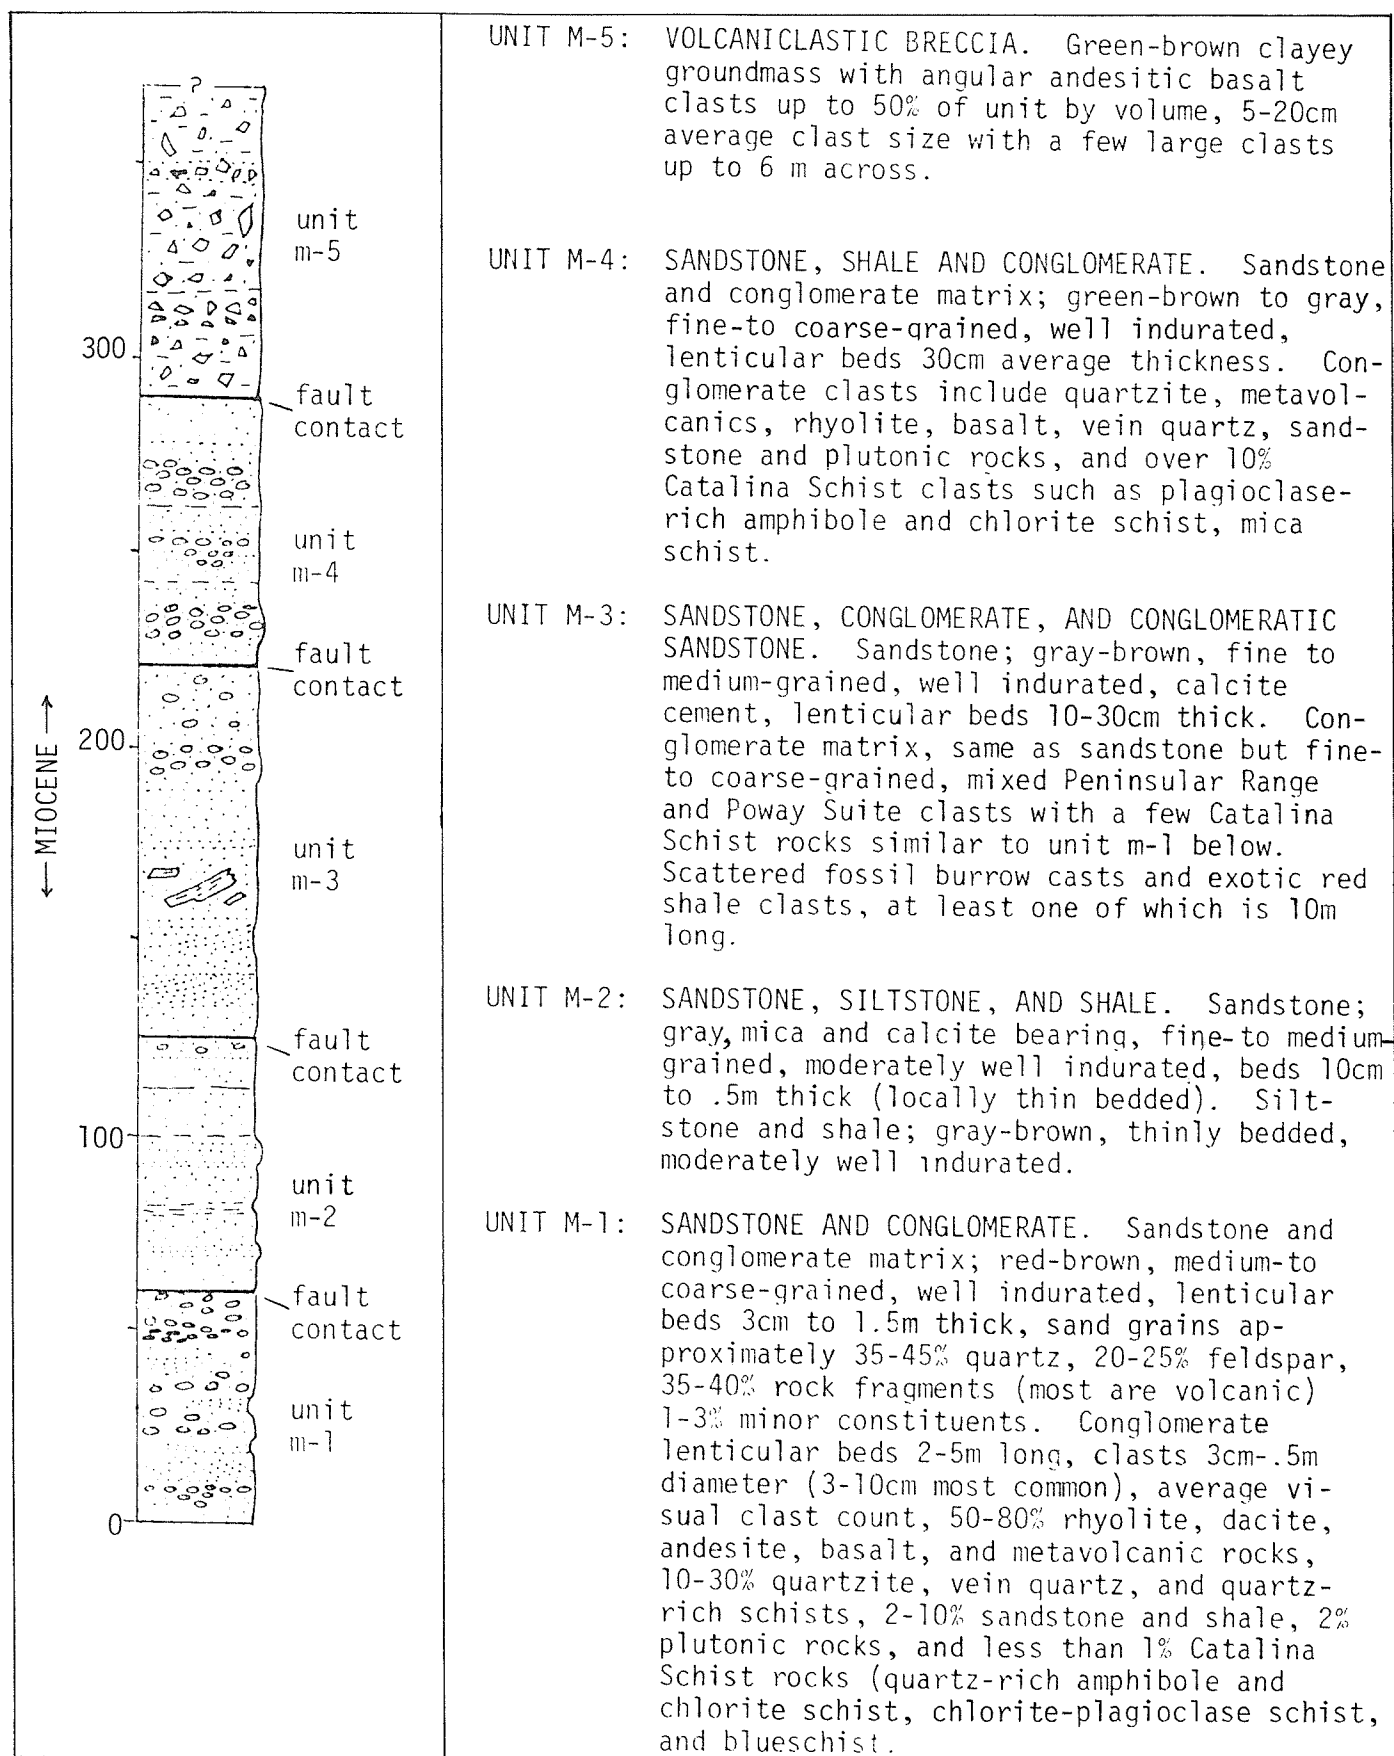 ?
unit
m-5
300
fault
contact
unit
m-4
fault
contact
←MIOCENE→
200
unit
m-3
fault
contact
100
unit
m-2
fault
contact
unit
m-1
0
UNIT M-5: VOLCANICLASTIC BRECCIA. Green-brown clayey
groundmass with angular andesitic basalt
clasts up to 50% of unit by volume, 5-20cm
average clast size with a few large clasts
up to 6 m across.
UNIT M-4: SANDSTONE, SHALE AND CONGLOMERATE. Sandstone
and conglomerate matrix; green-brown to gray,
fine-to coarse-grained, well indurated,
lenticular beds 30cm average thickness. Con-
glomerate clasts include quartzite, metavol-
canics, rhyolite, basalt, vein quartz, sand-
stone and plutonic rocks, and over 10%
Catalina Schist clasts such as plagioclase-
rich amphibole and chlorite schist, mica
schist.
UNIT M-3: SANDSTONE, CONGLOMERATE, AND CONGLOMERATIC
SANDSTONE. Sandstone; gray-brown, fine to
medium-grained, well indurated, calcite
cement, lenticular beds 10-30cm thick. Con-
glomerate matrix, same as sandstone but fine-
to coarse-grained, mixed Peninsular Range
and Poway Suite clasts with a few Catalina
Schist rocks similar to unit m-1 below.
Scattered fossil burrow casts and exotic red
shale clasts, at least one of which is 10m
long.
UNIT M-2: SANDSTONE, SILTSTONE, AND SHALE. Sandstone;
gray, mica and calcite bearing, fine-to medium-
grained, moderately well indurated, beds 10cm
to .5m thick (locally thin bedded). Silt-
stone and shale; gray-brown, thinly bedded,
moderately well indurated.
UNIT M-1: SANDSTONE AND CONGLOMERATE. Sandstone and
conglomerate matrix; red-brown, medium-to
coarse-grained, well indurated, lenticular
beds 3cm to 1.5m thick, sand grains ap-
proximately 35-45% quartz, 20-25% feldspar,
35-40% rock fragments (most are volcanic)
1-3% minor constituents. Conglomerate
lenticular beds 2-5m long, clasts 3cm-.5m
diameter (3-10cm most common), average vi-
sual clast count, 50-80% rhyolite, dacite,
andesite, basalt, and metavolcanic rocks,
10-30% quartzite, vein quartz, and quartz-
rich schists, 2-10% sandstone and shale, 2%
plutonic rocks, and less than 1% Catalina
Schist rocks (quartz-rich amphibole and
chlorite schist, chlorite-plagioclase schist,
and blueschist.